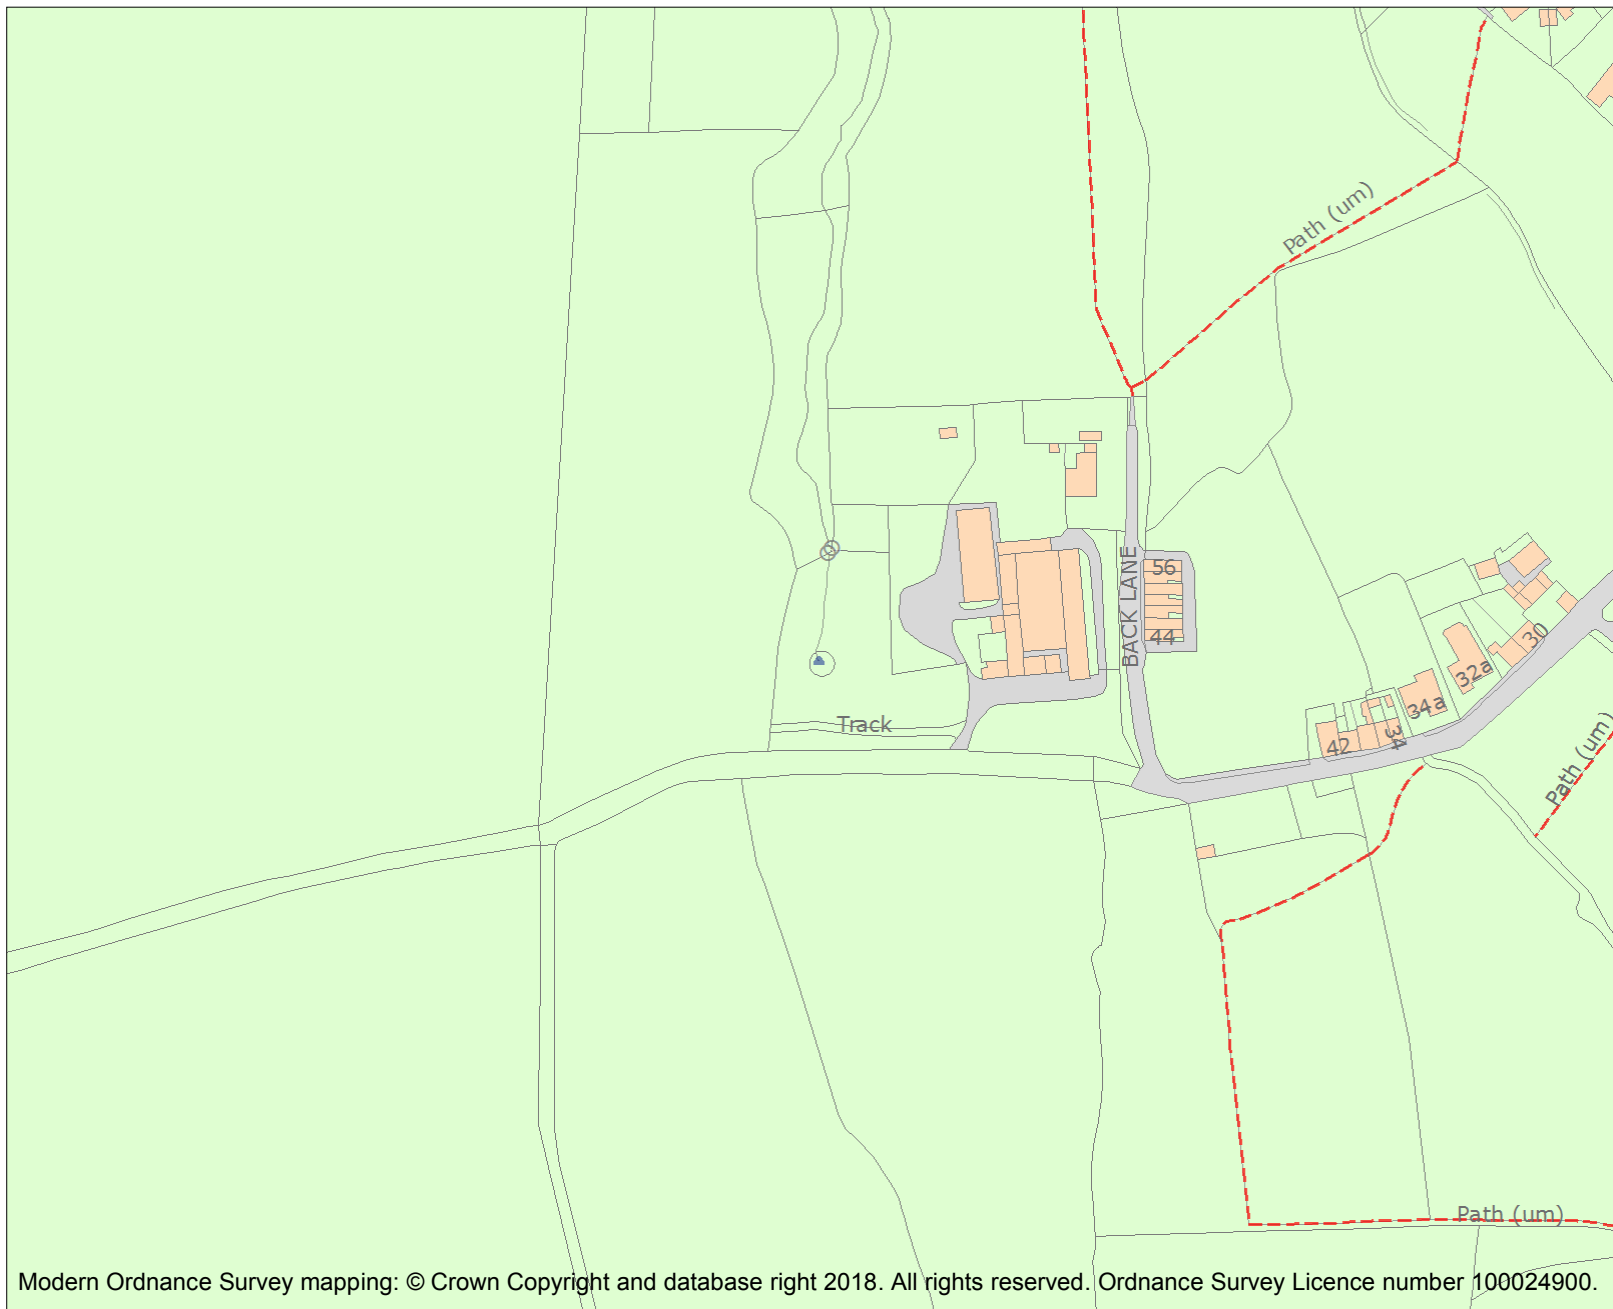 Path (um)
BACK LANE
56
44
30
32a
34a
34
42
Track
Path (um)
Path (um)
Modern Ordnance Survey mapping: © Crown Copyright and database right 2018. All rights reserved. Ordnance Survey Licence number 100024900.